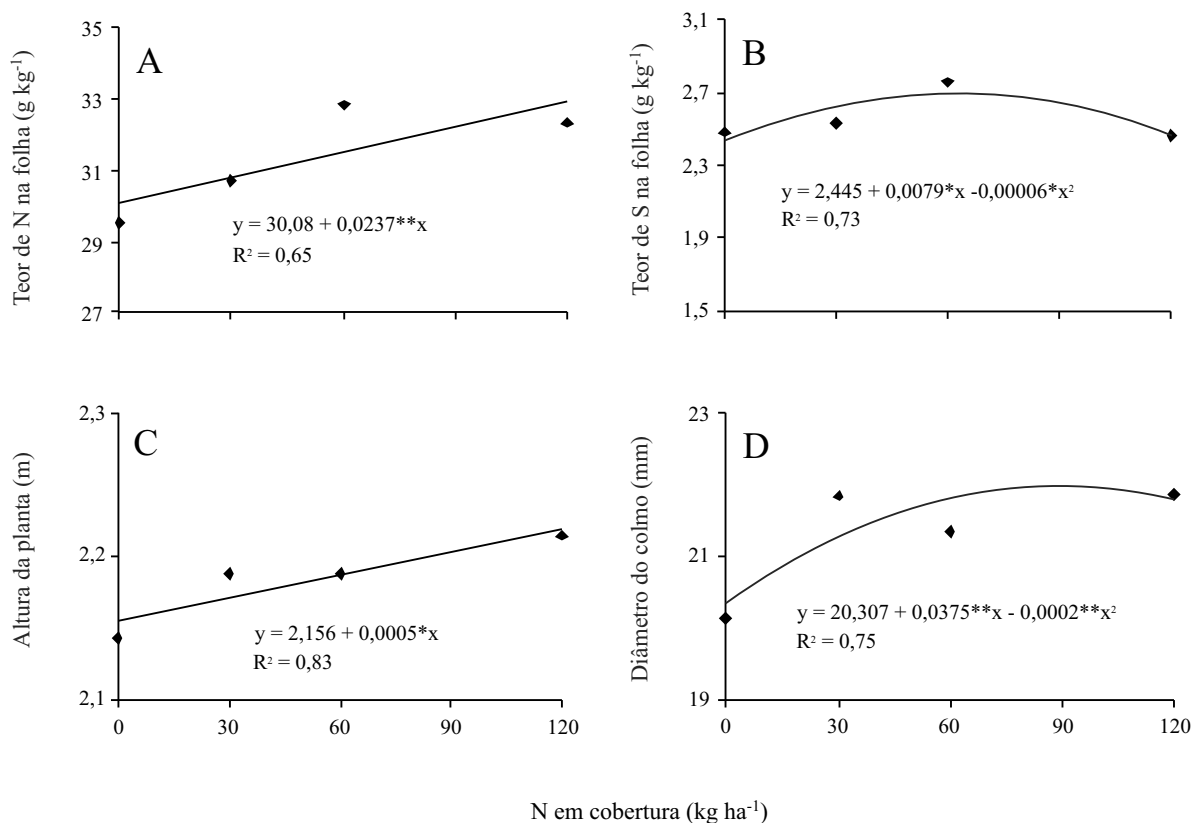 A
Teor de N na folha (g kg⁻¹)
35
33
31
29
27
y = 30,08 + 0,0237**x
R² = 0,65
B
Teor de S na folha (g kg⁻¹)
3,1
2,7
2,3
1,9
1,5
y = 2,445 + 0,0079*x -0,00006*x²
R² = 0,73
C
Altura da planta (m)
2,3
2,2
2,1
y = 2,156 + 0,0005*x
R² = 0,83
0 30 60 90 120
D
Diâmetro do colmo (mm)
23
21
19
y = 20,307 + 0,0375**x - 0,0002**x²
R² = 0,75
0 30 60 90 120
N em cobertura (kg ha⁻¹)